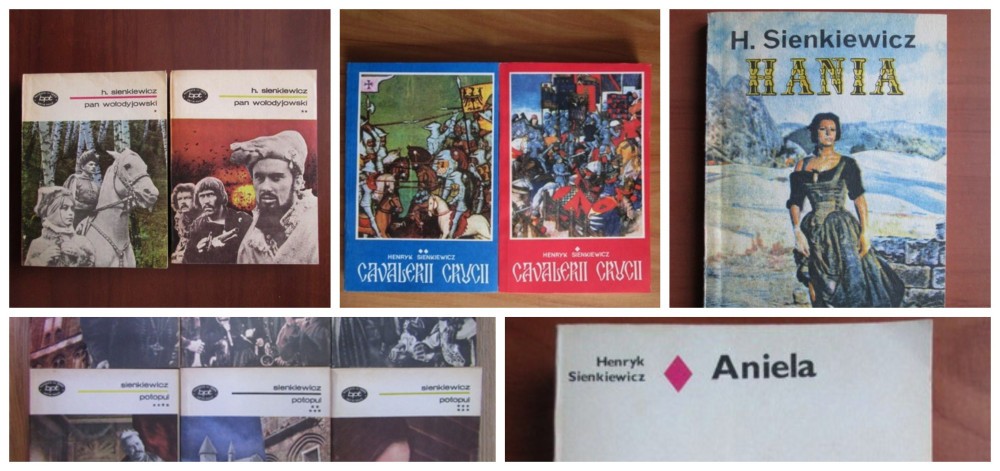 bpt
h. sienkiewicz
pan wołodyjowski
*
bpt
h. sienkiewicz
pan wołodyjowski
**
**
HENRYK SIENKIEWICZ
CAVALERII CRUCII
*
HENRYK SIENKIEWICZ
CAVALERII CRUCII
H. Sienkiewicz
HANIA
bpt
sienkiewicz
potopul
****
bpt
sienkiewicz
potopul
*****
bpt
sienkiewicz
potopul
******
Henryk
Sienkiewicz
Aniela